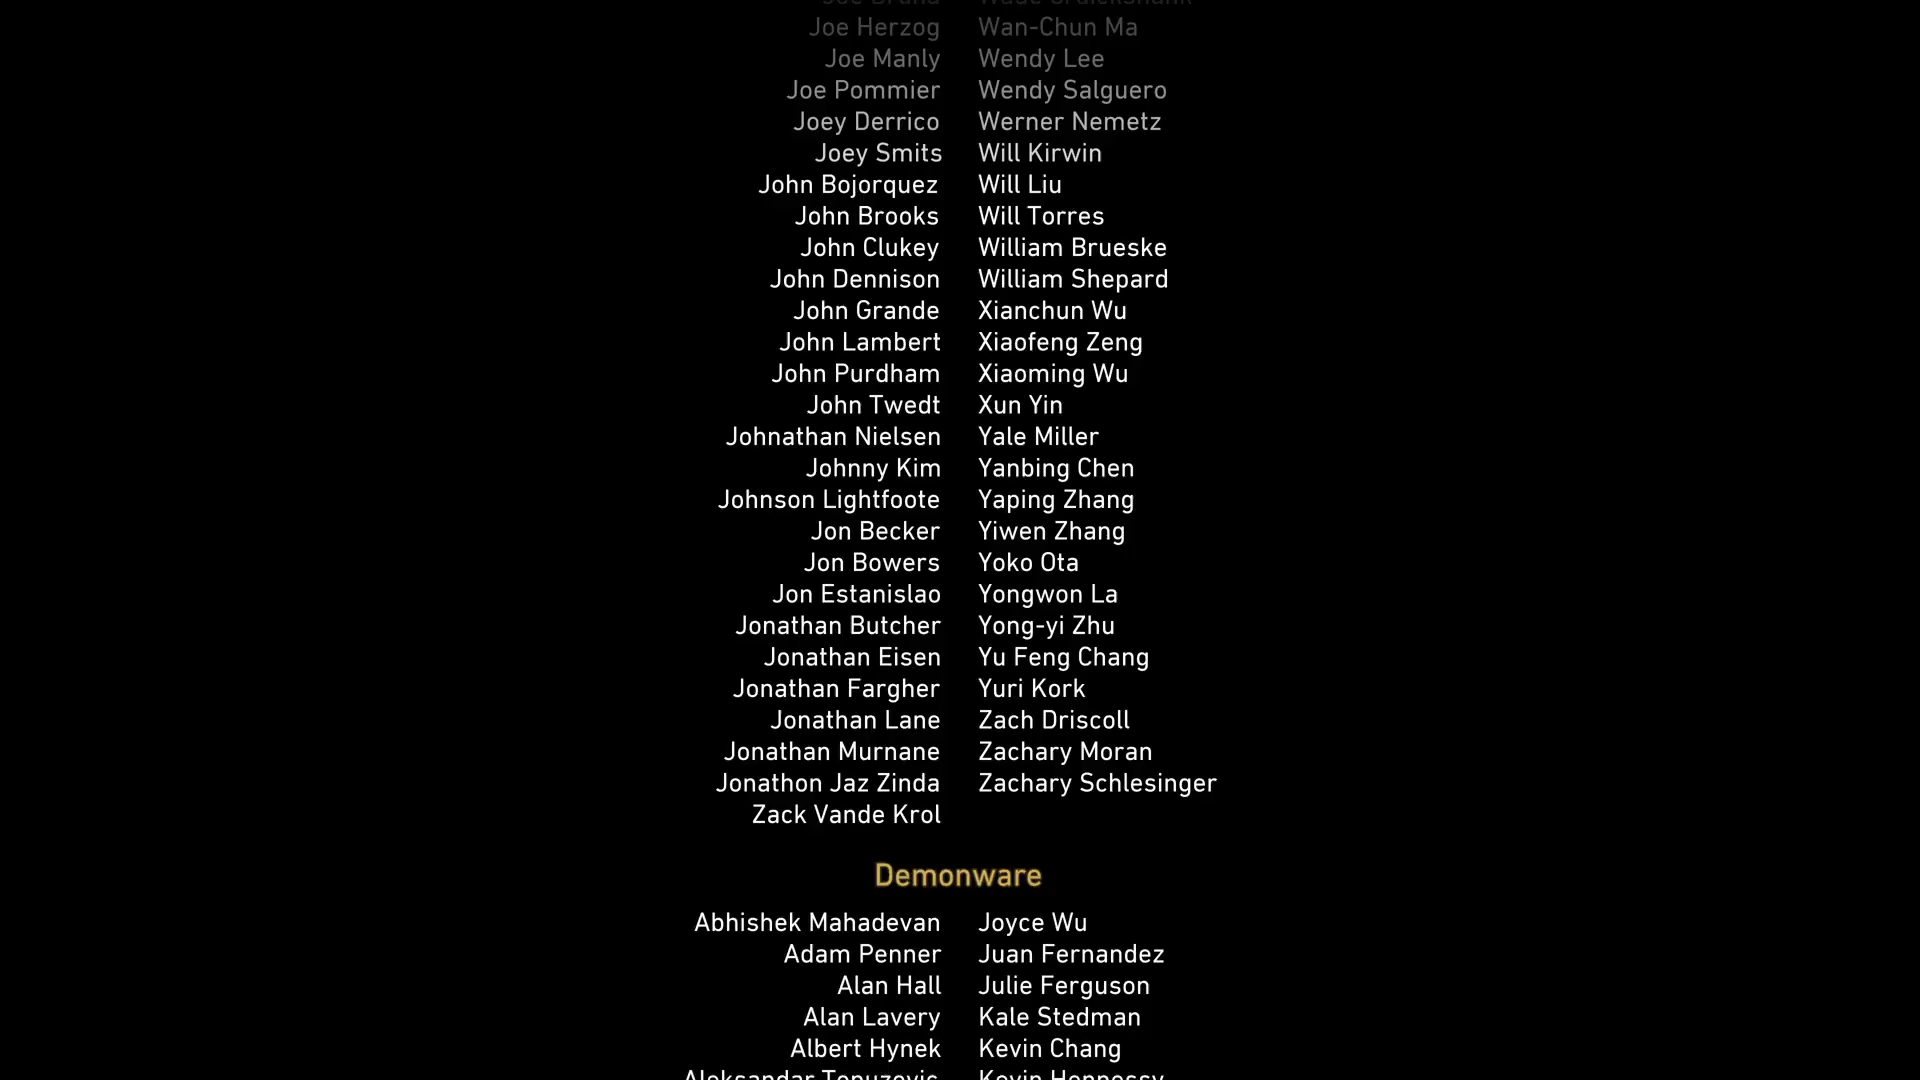 Joe Herzog Wan-Chun Ma
Joe Manly Wendy Lee
Joe Pommier Wendy Salguero
Joey Derrico Werner Nemetz
Joey Smits Will Kirwin
John Bojorquez Will Liu
John Brooks Will Torres
John Clukey William Brueske
John Dennison William Shepard
John Grande Xianchun Wu
John Lambert Xiaofeng Zeng
John Purdham Xiaoming Wu
John Twedt Xun Yin
Johnathan Nielsen Yale Miller
Johnny Kim Yanbing Chen
Johnson Lightfoote Yaping Zhang
Jon Becker Yiwen Zhang
Jon Bowers Yoko Ota
Jon Estanislao Yongwon La
Jonathan Butcher Yong-yi Zhu
Jonathan Eisen Yu Feng Chang
Jonathan Fargher Yuri Kork
Jonathan Lane Zach Driscoll
Jonathan Murnane Zachary Moran
Jonathon Jaz Zinda Zachary Schlesinger
Zack Vande Krol
Demonware
Abhishek Mahadevan Joyce Wu
Adam Penner Juan Fernandez
Alan Hall Julie Ferguson
Alan Lavery Kale Stedman
Albert Hynek Kevin Chang
Kevin Hennessy